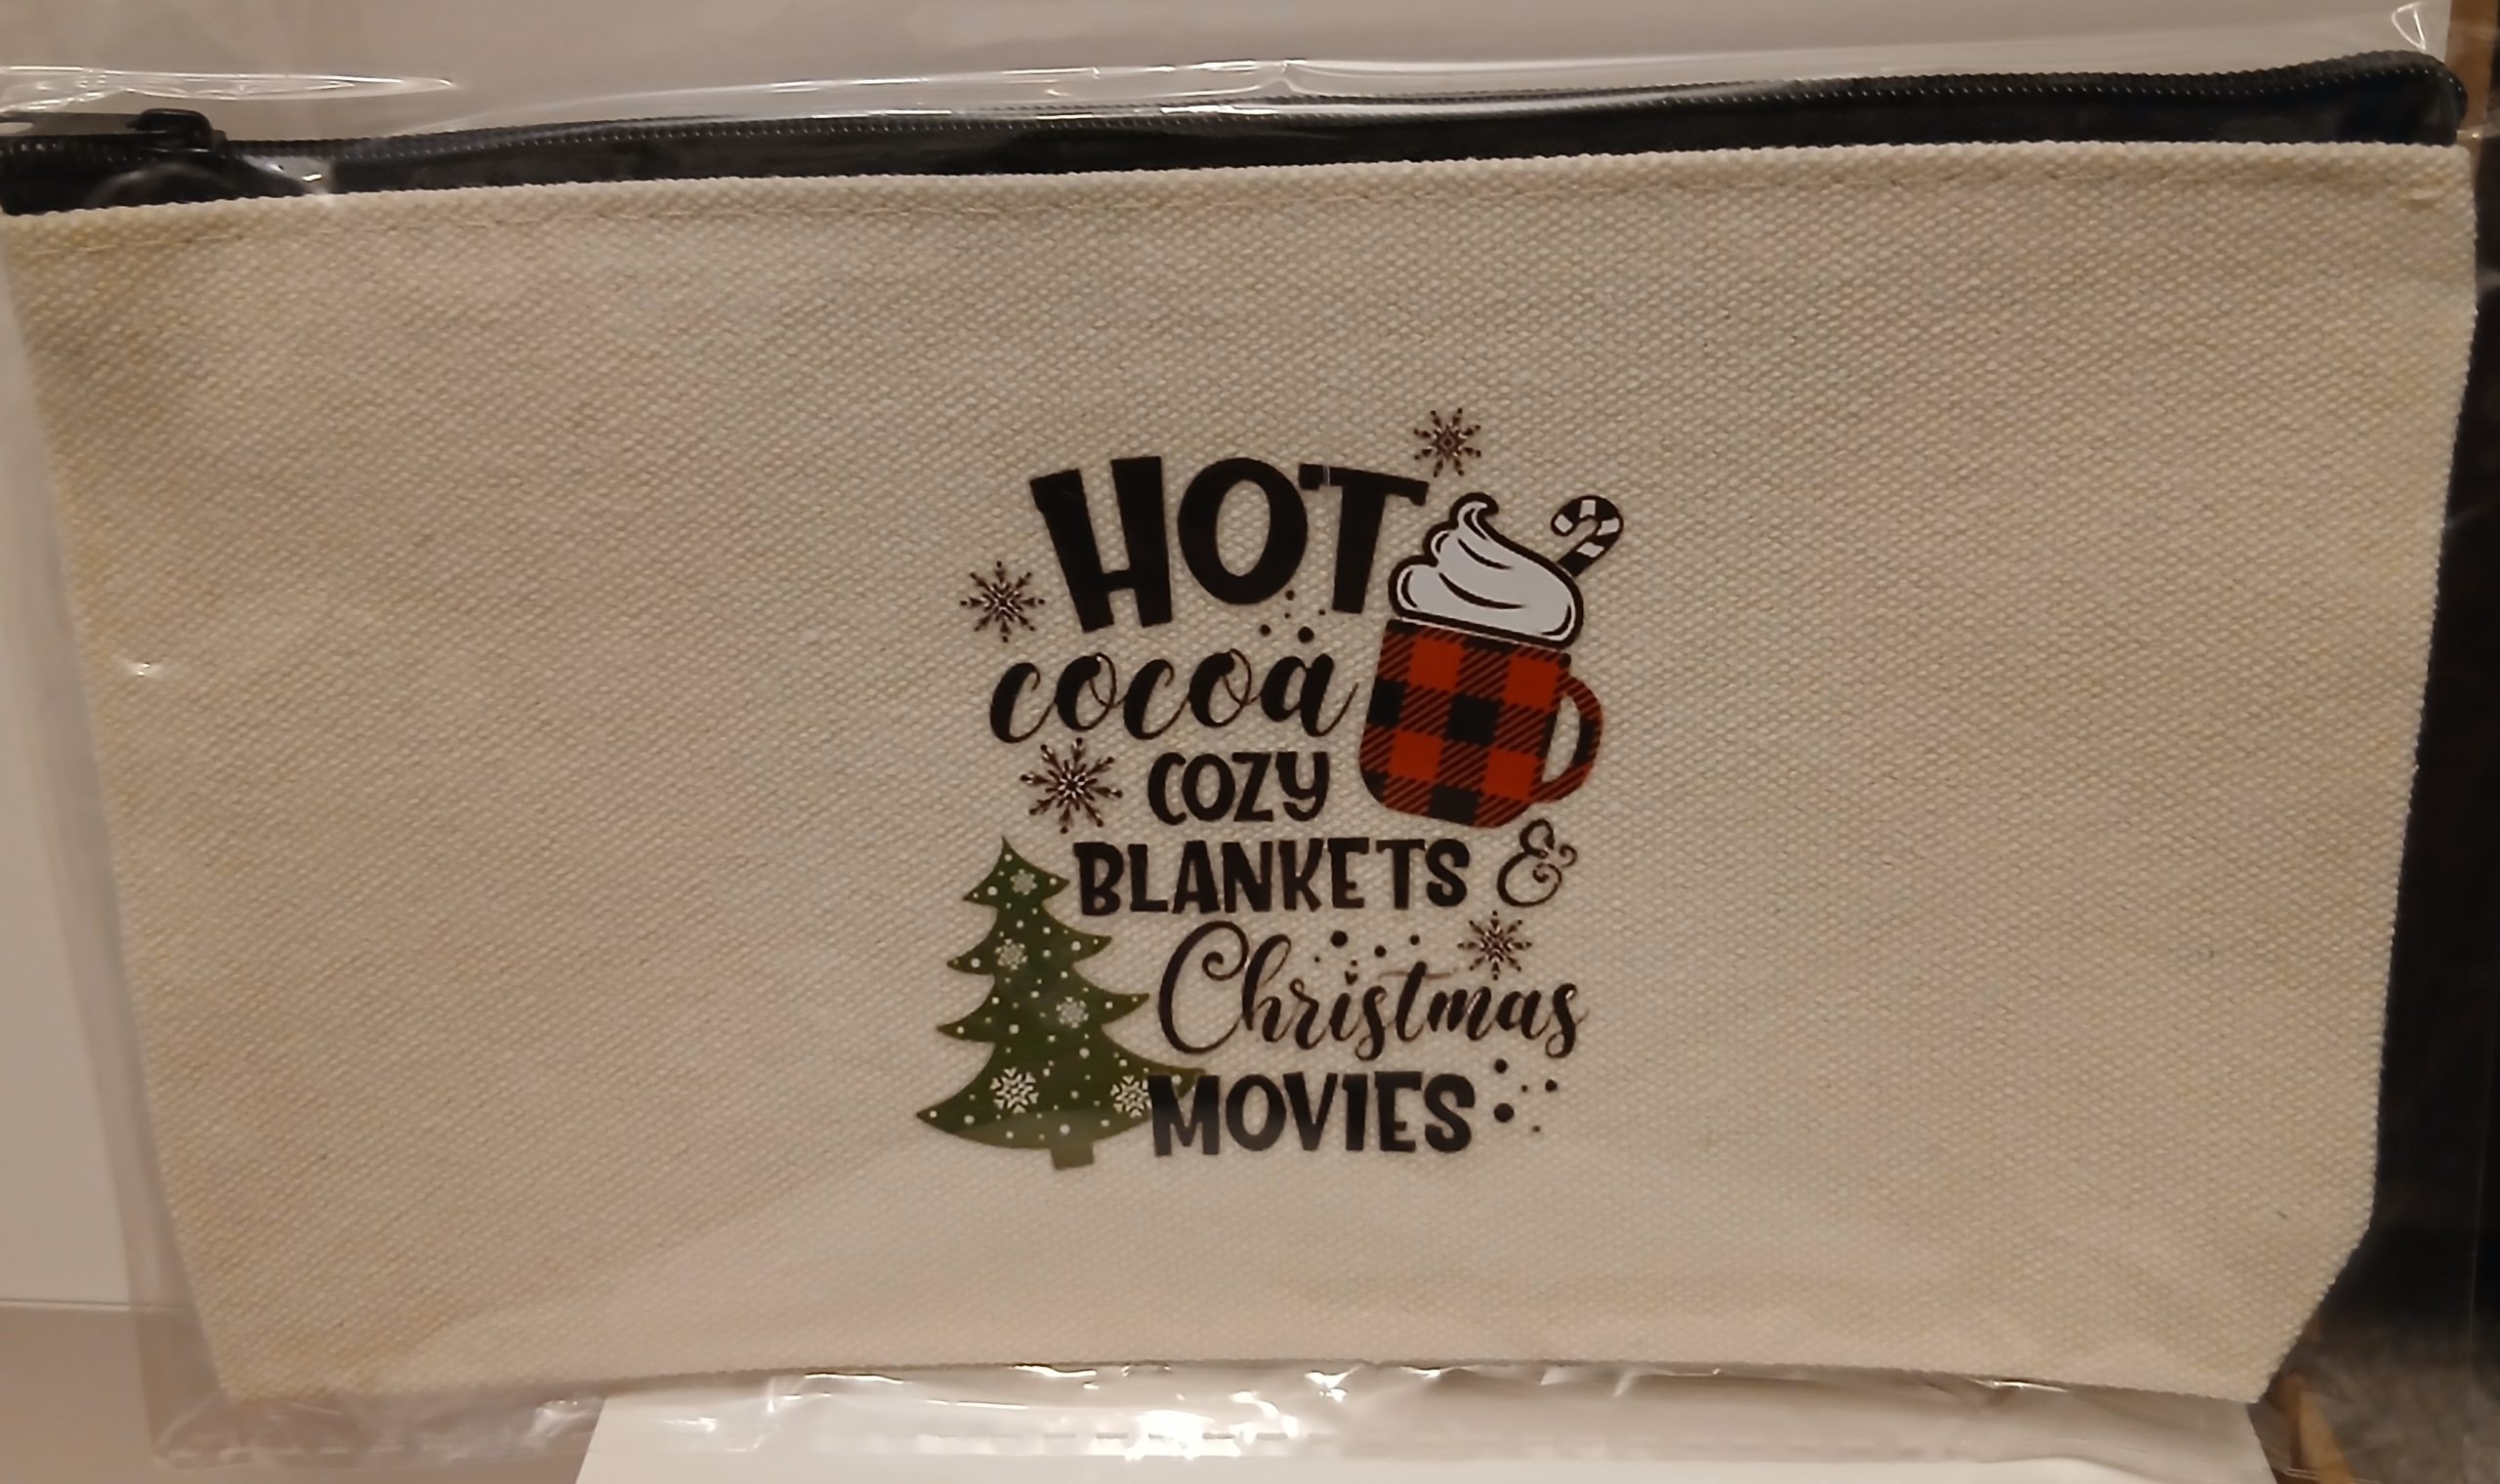 HOT
cocoa
COZY
BLANKETS &
Christmas
MOVIES